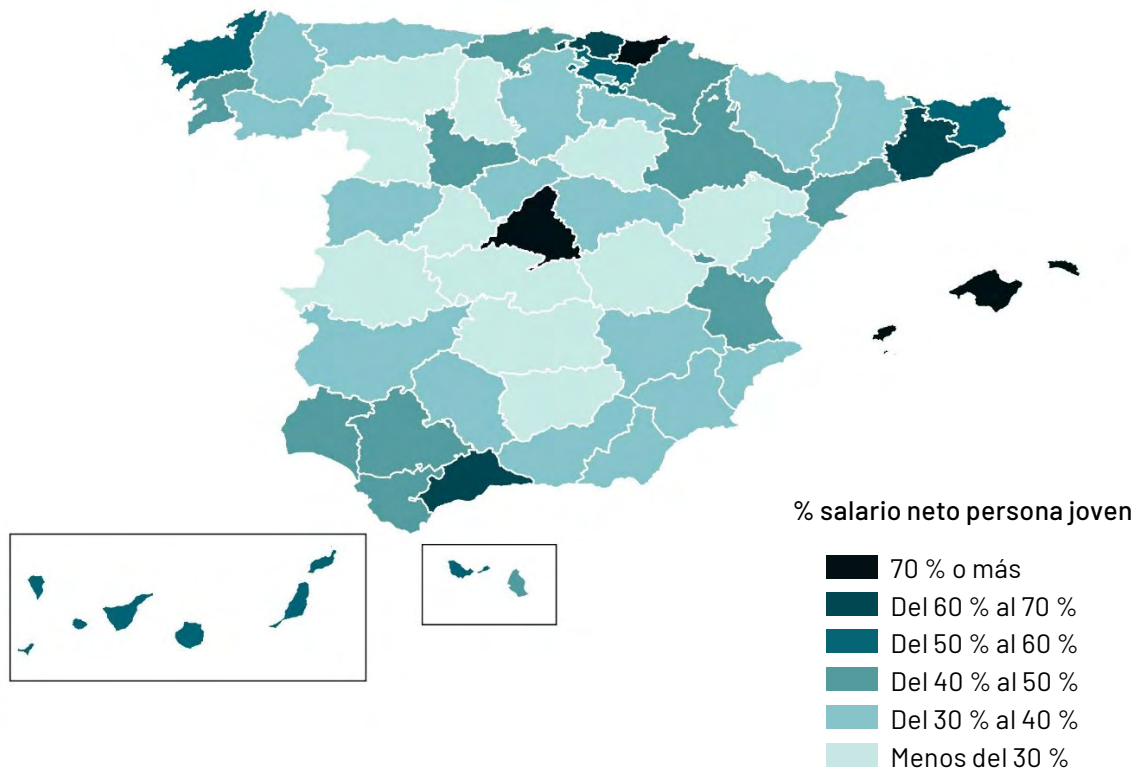 % salario neto persona joven
70 % o más
Del 60 % al 70 %
Del 50 % al 60 %
Del 40 % al 50 %
Del 30 % al 40 %
Menos del 30 %